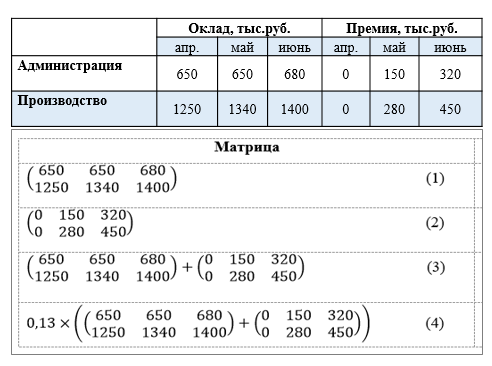 Оклад, тыс.руб. Премия, тыс.руб.
апр. май июнь апр. май июнь
Администрация 650 650 680 0 150 320
Производство 1250 1340 1400 0 280 450
Матрица
( 650 650 680
1250 1340 1400 ) (1)
( 0 150 320
0 280 450 ) (2)
( 650 650 680
1250 1340 1400 ) + ( 0 150 320
0 280 450 ) (3)
0,13 × ( ( 650 650 680
1250 1340 1400 ) + ( 0 150 320
0 280 450 ) ) (4)